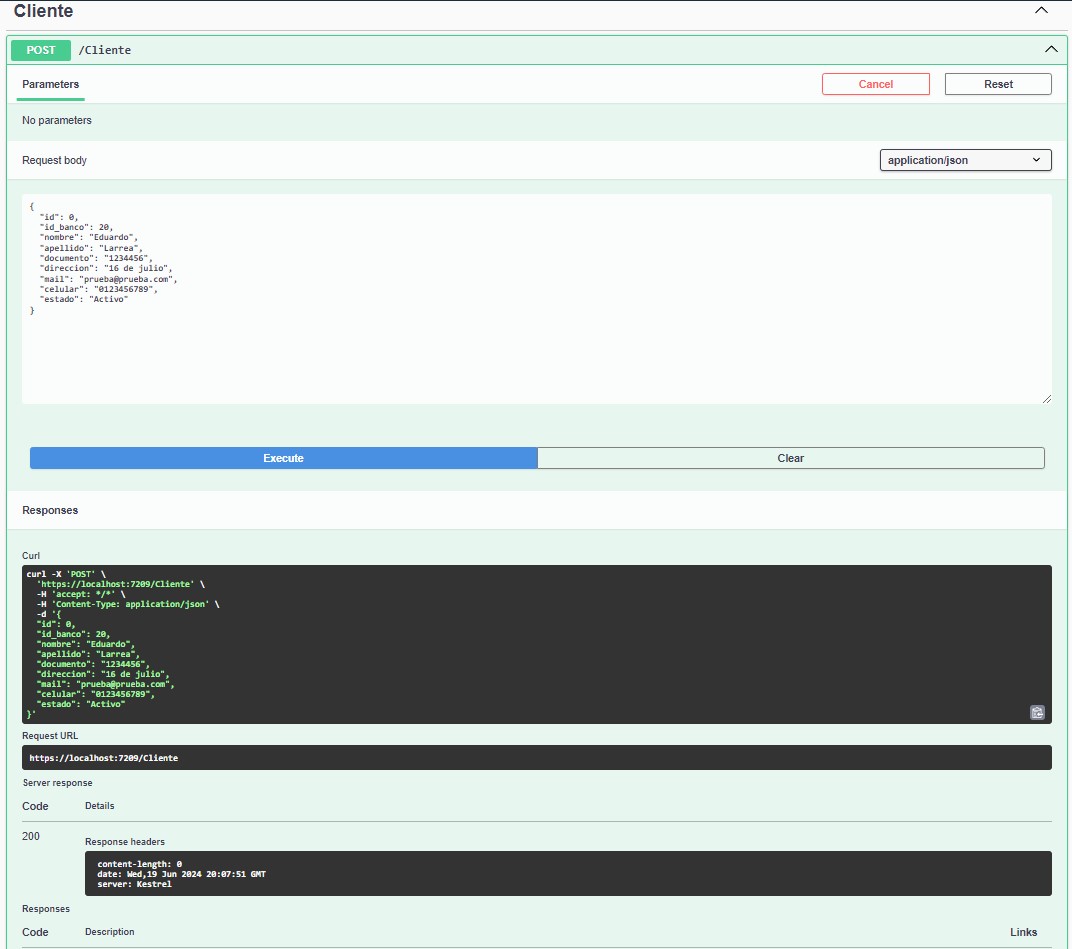 Cliente
POST /Cliente
Parameters
Cancel
Reset
No parameters
Request body
application/json
{
  "id": 0,
  "id_banco": 20,
  "nombre": "Eduardo",
  "apellido": "Larrea",
  "documento": "1234456",
  "direccion": "16 de julio",
  "mail": "prueba@prueba.com",
  "celular": "0123456789",
  "estado": "Activo"
}
Execute
Clear
Responses
Curl
curl -X 'POST' \
  'https://localhost:7209/Cliente' \
  -H 'accept: */*' \
  -H 'Content-Type: application/json' \
  -d '{
  "id": 0,
  "id_banco": 20,
  "nombre": "Eduardo",
  "apellido": "Larrea",
  "documento": "1234456",
  "direccion": "16 de julio",
  "mail": "prueba@prueba.com",
  "celular": "0123456789",
  "estado": "Activo"
}'
Request URL
https://localhost:7209/Cliente
Server response
Code Details
200
Response headers
content-length: 0
date: Wed,19 Jun 2024 20:07:51 GMT
server: Kestrel
Responses
Code Description Links